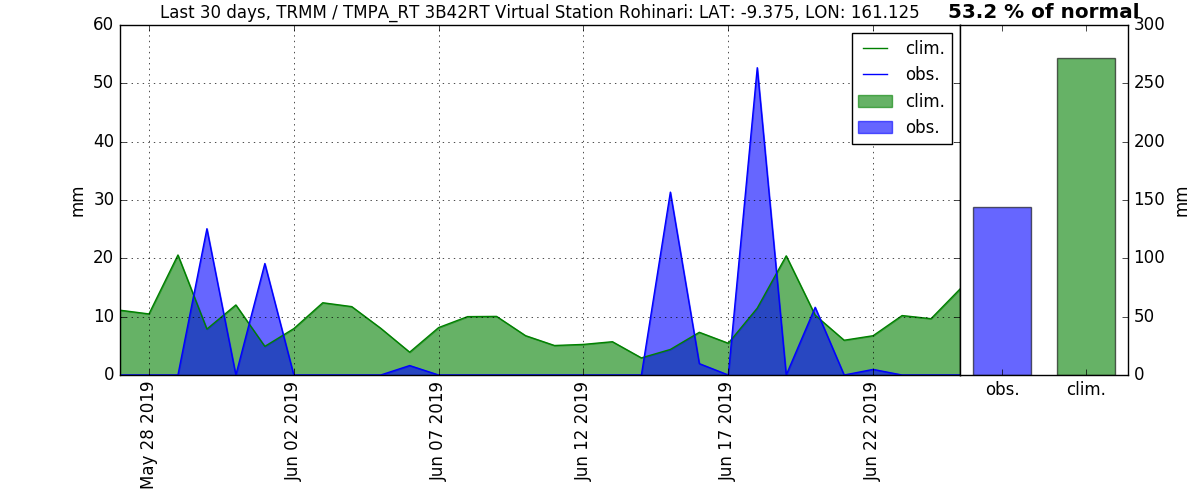 Last 30 days, TRMM / TMPA_RT 3B42RT Virtual Station Rohinari: LAT: -9.375, LON: 161.125
53.2 % of normal
60
50
40
30
20
10
0
mm
clim.
obs.
clim.
obs.
May 28 2019
Jun 02 2019
Jun 07 2019
Jun 12 2019
Jun 17 2019
Jun 22 2019
300
250
200
150
100
50
0
mm
obs.
clim.